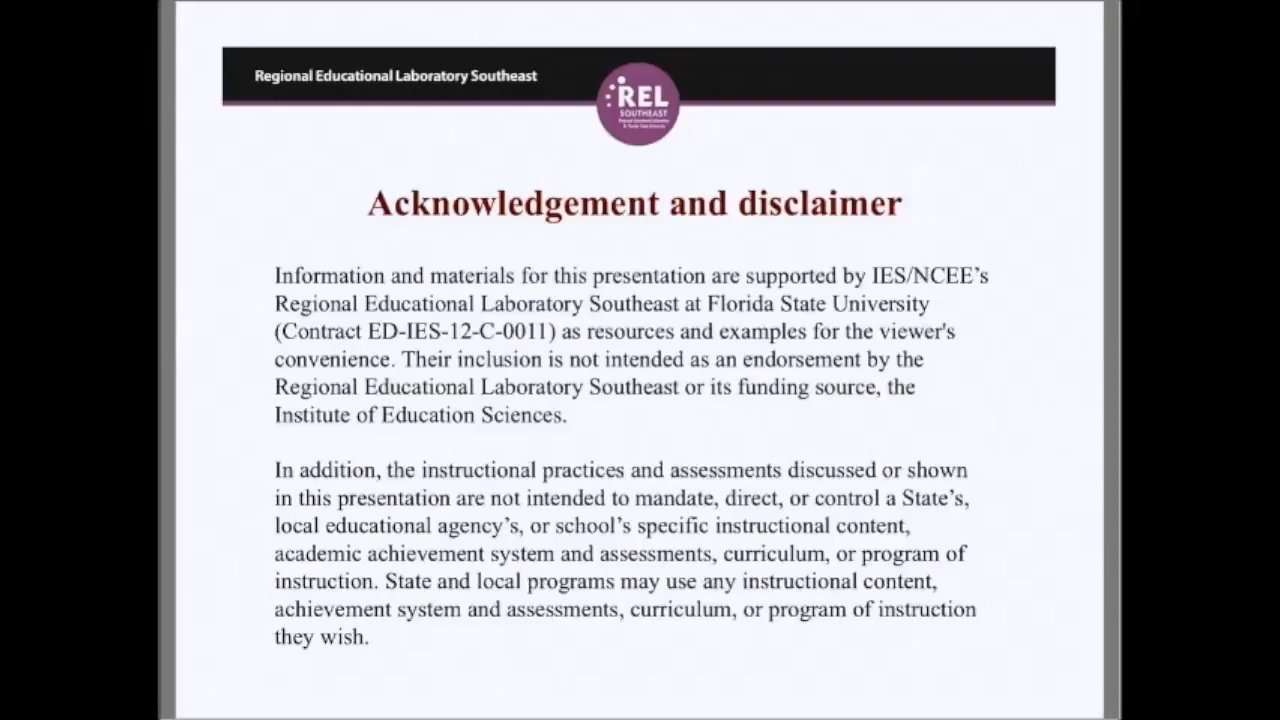 Regional Educational Laboratory Southeast
REL
SOUTHEAST
Acknowledgement and disclaimer
Information and materials for this presentation are supported by IES/NCEE’s
Regional Educational Laboratory Southeast at Florida State University
(Contract ED-IES-12-C-0011) as resources and examples for the viewer's
convenience. Their inclusion is not intended as an endorsement by the
Regional Educational Laboratory Southeast or its funding source, the
Institute of Education Sciences.
In addition, the instructional practices and assessments discussed or shown
in this presentation are not intended to mandate, direct, or control a State’s,
local educational agency’s, or school’s specific instructional content,
academic achievement system and assessments, curriculum, or program of
instruction. State and local programs may use any instructional content,
achievement system and assessments, curriculum, or program of instruction
they wish.